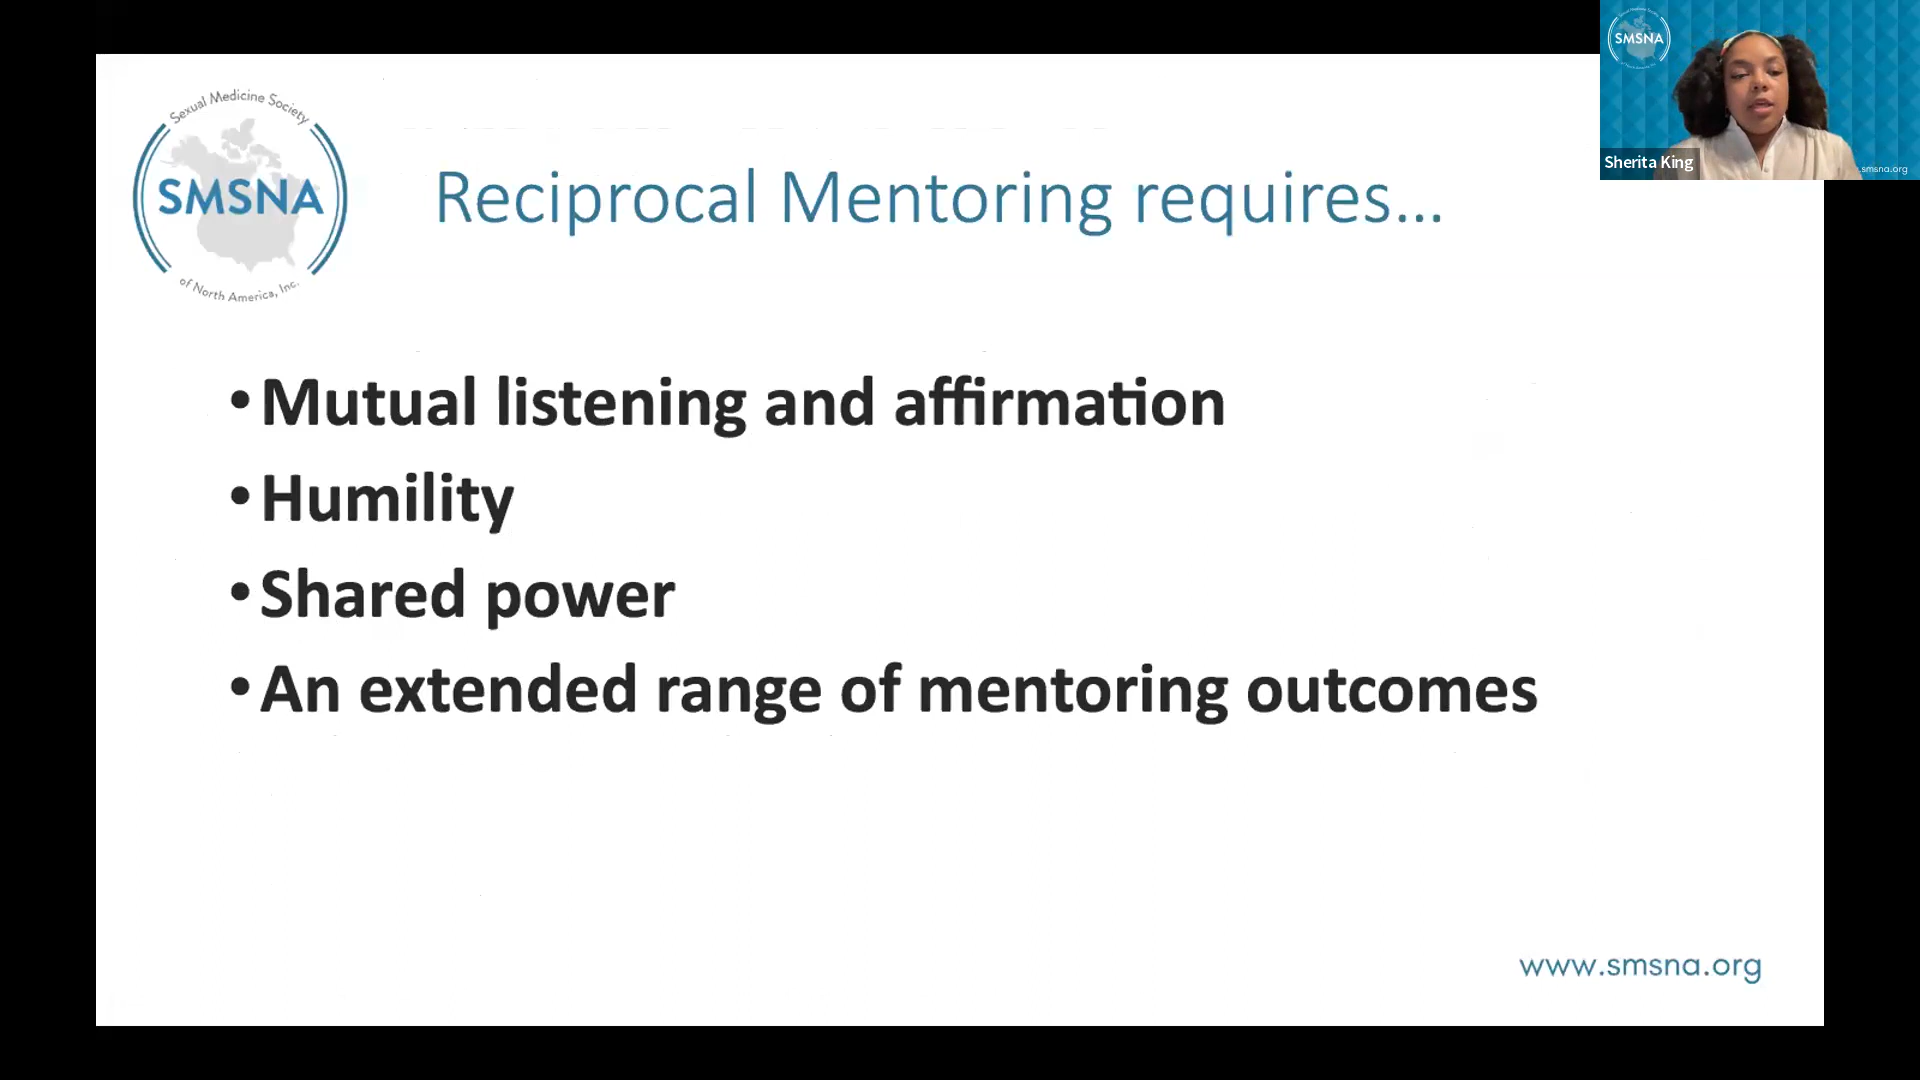 Sexual Medicine Society
SMSNA
of North America, Inc.
Reciprocal Mentoring requires...
• Mutual listening and affirmation
• Humility
• Shared power
• An extended range of mentoring outcomes
www.smsna.org
SMSNA
Sherita King
.smsna.org